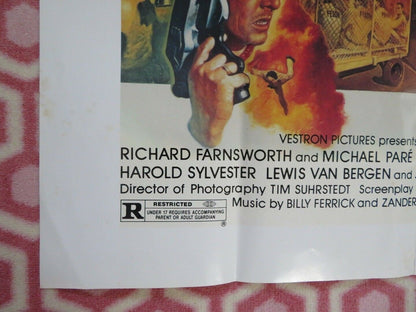 VESTRON PICTURES presents
RICHARD FARNSWORTH and MICHAEL PARÉ
HAROLD SYLVESTER LEWIS VAN BERGEN and
Director of Photography TIM SUHRSTEDT Screenplay
Music by BILLY FERRICK and ZANDER
R RESTRICTED
UNDER 17 REQUIRES ACCOMPANYING
PARENT OR ADULT GUARDIAN
®